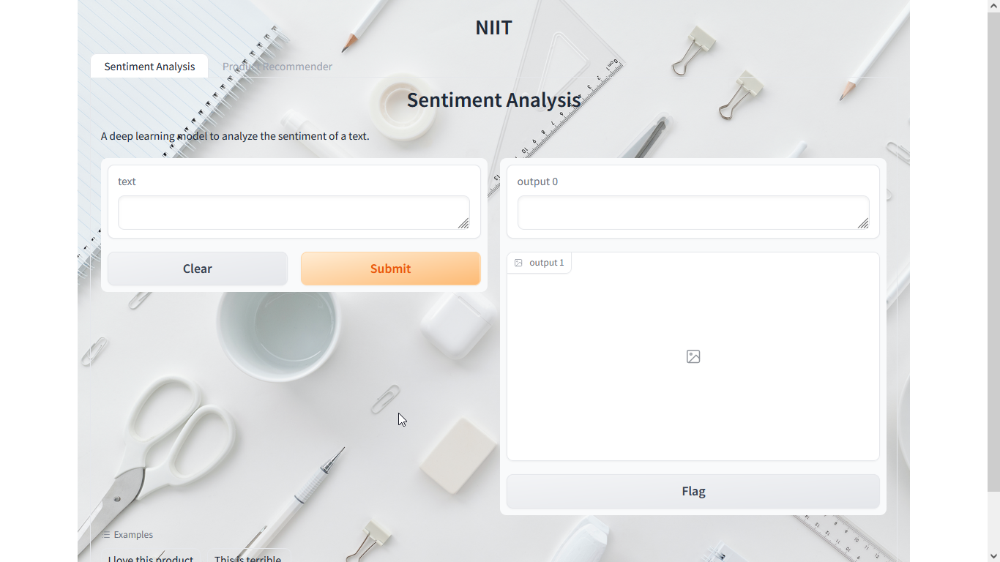 NIIT
Sentiment Analysis
Product Recommender
Sentiment Analysis
A deep learning model to analyze the sentiment of a text.
text
output 0
Clear
Submit
output 1
Flag
Examples
I love this product
This is terrible